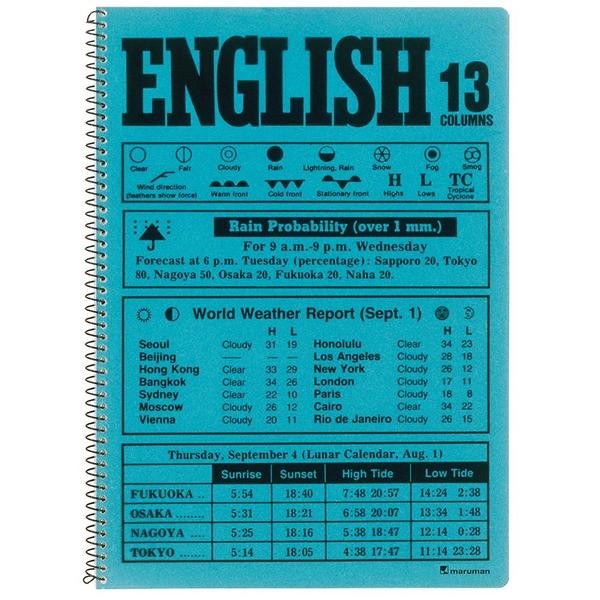 ENGLISH 13
COLUMNS
Clear Fair Cloudy Rain Lightning, Rain Snow Fog Smog
Wind direction
(feathers show force) Warm front Cold front Stationary front H Highs L Lows TC Tropical Cyclone
Rain Probability (over 1 mm.)
For 9 a.m.-9 p.m. Wednesday
Forecast at 6 p.m. Tuesday (percentage): Sapporo 20, Tokyo
80, Nagoya 50, Osaka 20, Fukuoka 20, Naha 20.
World Weather Report (Sept. 1)
H L H L
Seoul Cloudy 31 19 Honolulu Clear 34 23
Beijing — — — Los Angeles Cloudy 28 18
Hong Kong Clear 33 29 New York Cloudy 26 12
Bangkok Clear 34 26 London Cloudy 17 11
Sydney Clear 22 10 Paris Cloudy 18 8
Moscow Cloudy 26 12 Cairo Clear 34 22
Vienna Cloudy 20 11 Rio de Janeiro Cloudy 26 15
Thursday, September 4 (Lunar Calendar, Aug. 1)
Sunrise Sunset High Tide Low Tide
FUKUOKA .. 5:54 18:40 7:48 20:57 14:24 2:38
OSAKA ........ 5:31 18:21 6:58 20:07 13:34 1:48
NAGOYA .... 5:25 18:16 5:38 18:47 12:14 0:28
TOKYO ....... 5:14 18:05 4:38 17:47 11:14 23:28
maruman